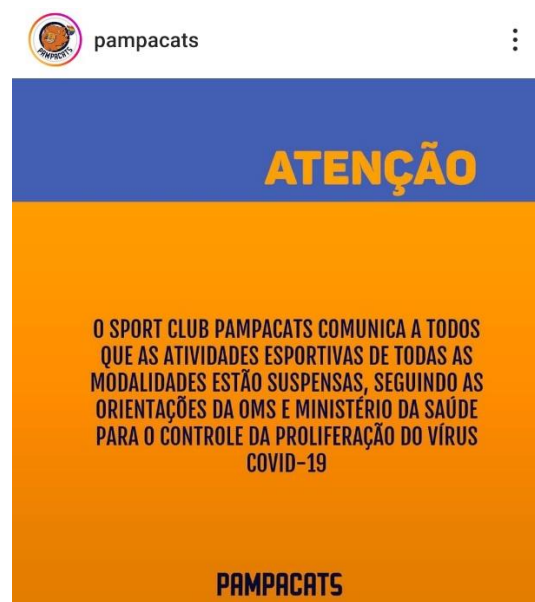 pampacats
ATENÇÃO
O SPORT CLUB PAMPACATS COMUNICA A TODOS
QUE AS ATIVIDADES ESPORTIVAS DE TODAS AS
MODALIDADES ESTÃO SUSPENSAS, SEGUINDO AS
ORIENTAÇÕES DA OMS E MINISTÉRIO DA SAÚDE
PARA O CONTROLE DA PROLIFERAÇÃO DO VÍRUS
COVID-19
PAMPACATS